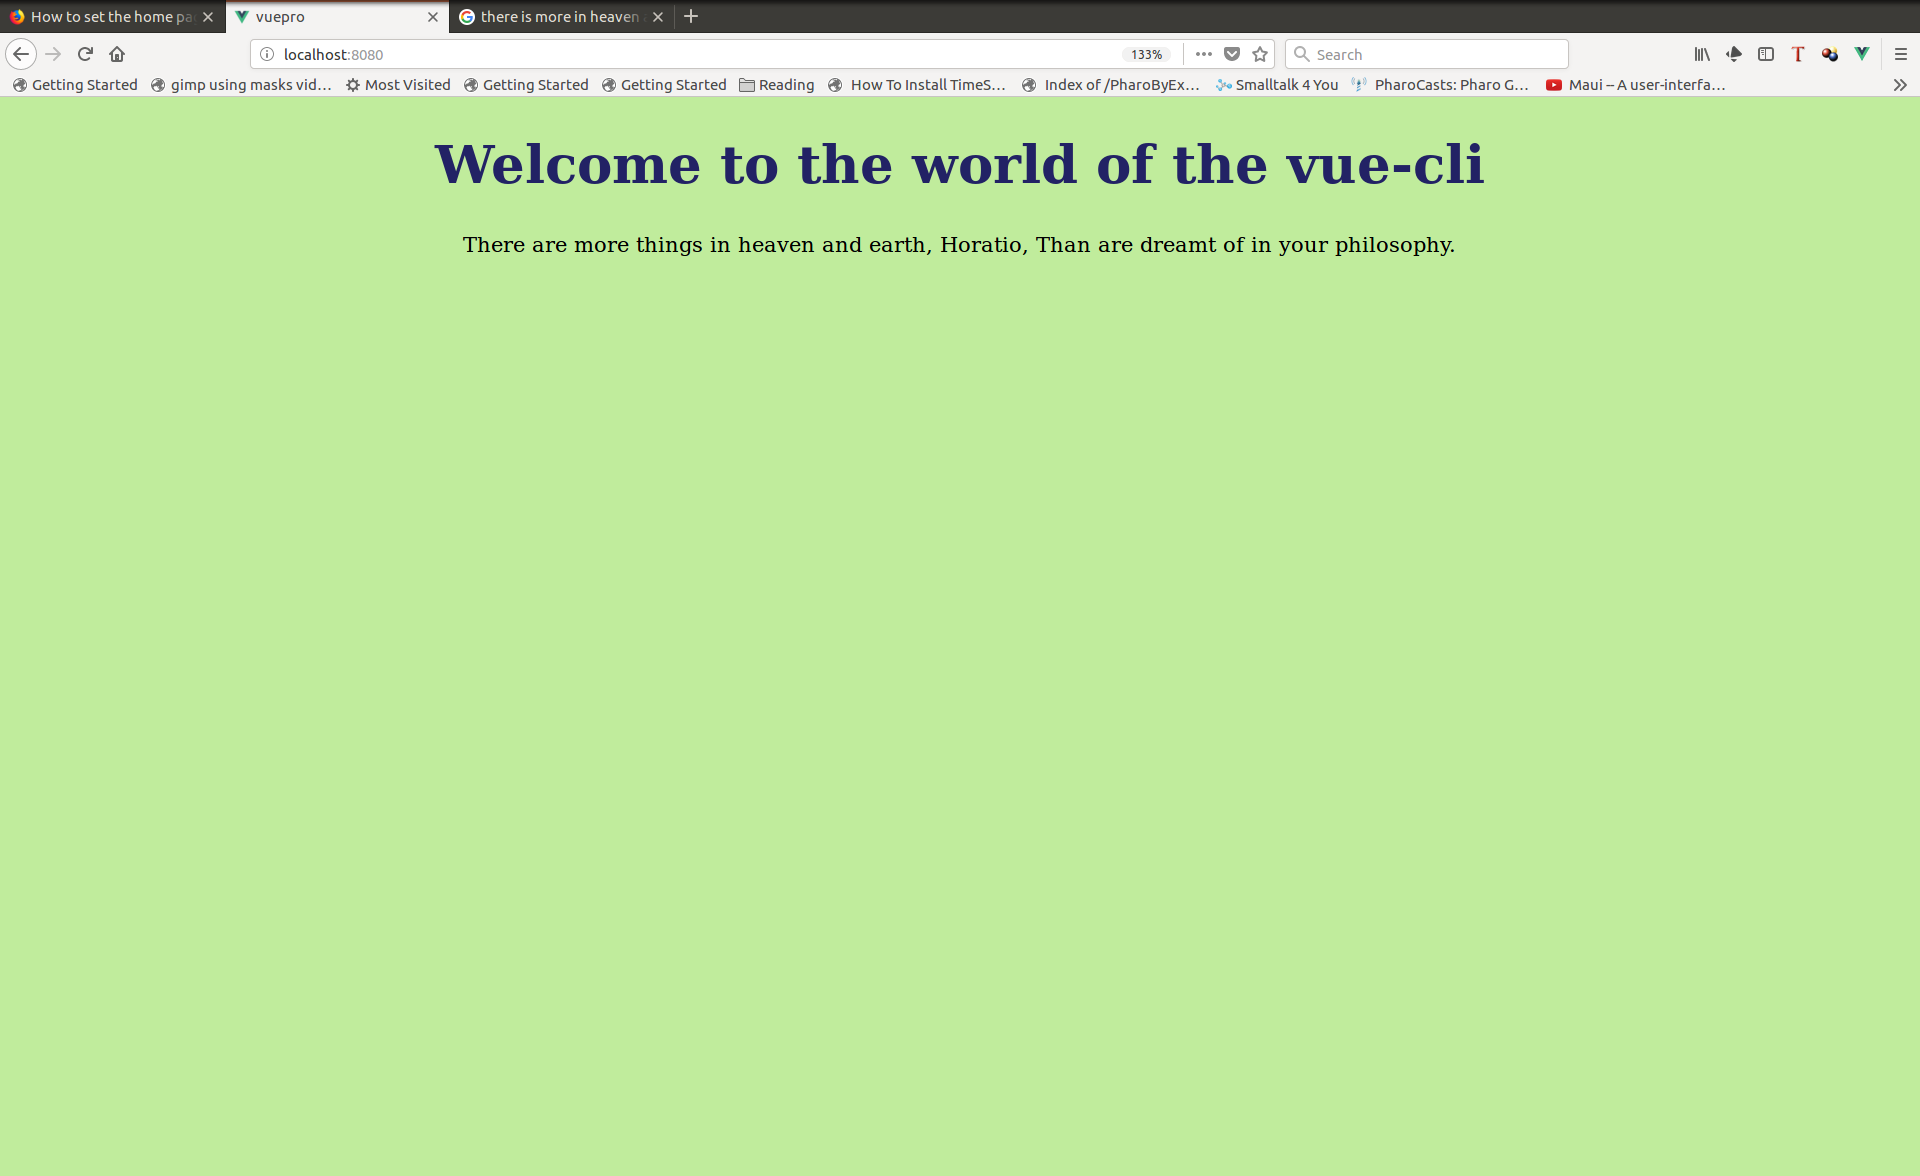 How to set the home pa
vuepro
there is more in heaven
localhost:8080
133%
Search
Getting Started
gimp using masks vid...
Most Visited
Getting Started
Getting Started
Reading
How To Install TimeS...
Index of /PharoByEx...
Smalltalk 4 You
PharoCasts: Pharo G...
Maui – A user-interfa...
Welcome to the world of the vue-cli
There are more things in heaven and earth, Horatio, Than are dreamt of in your philosophy.